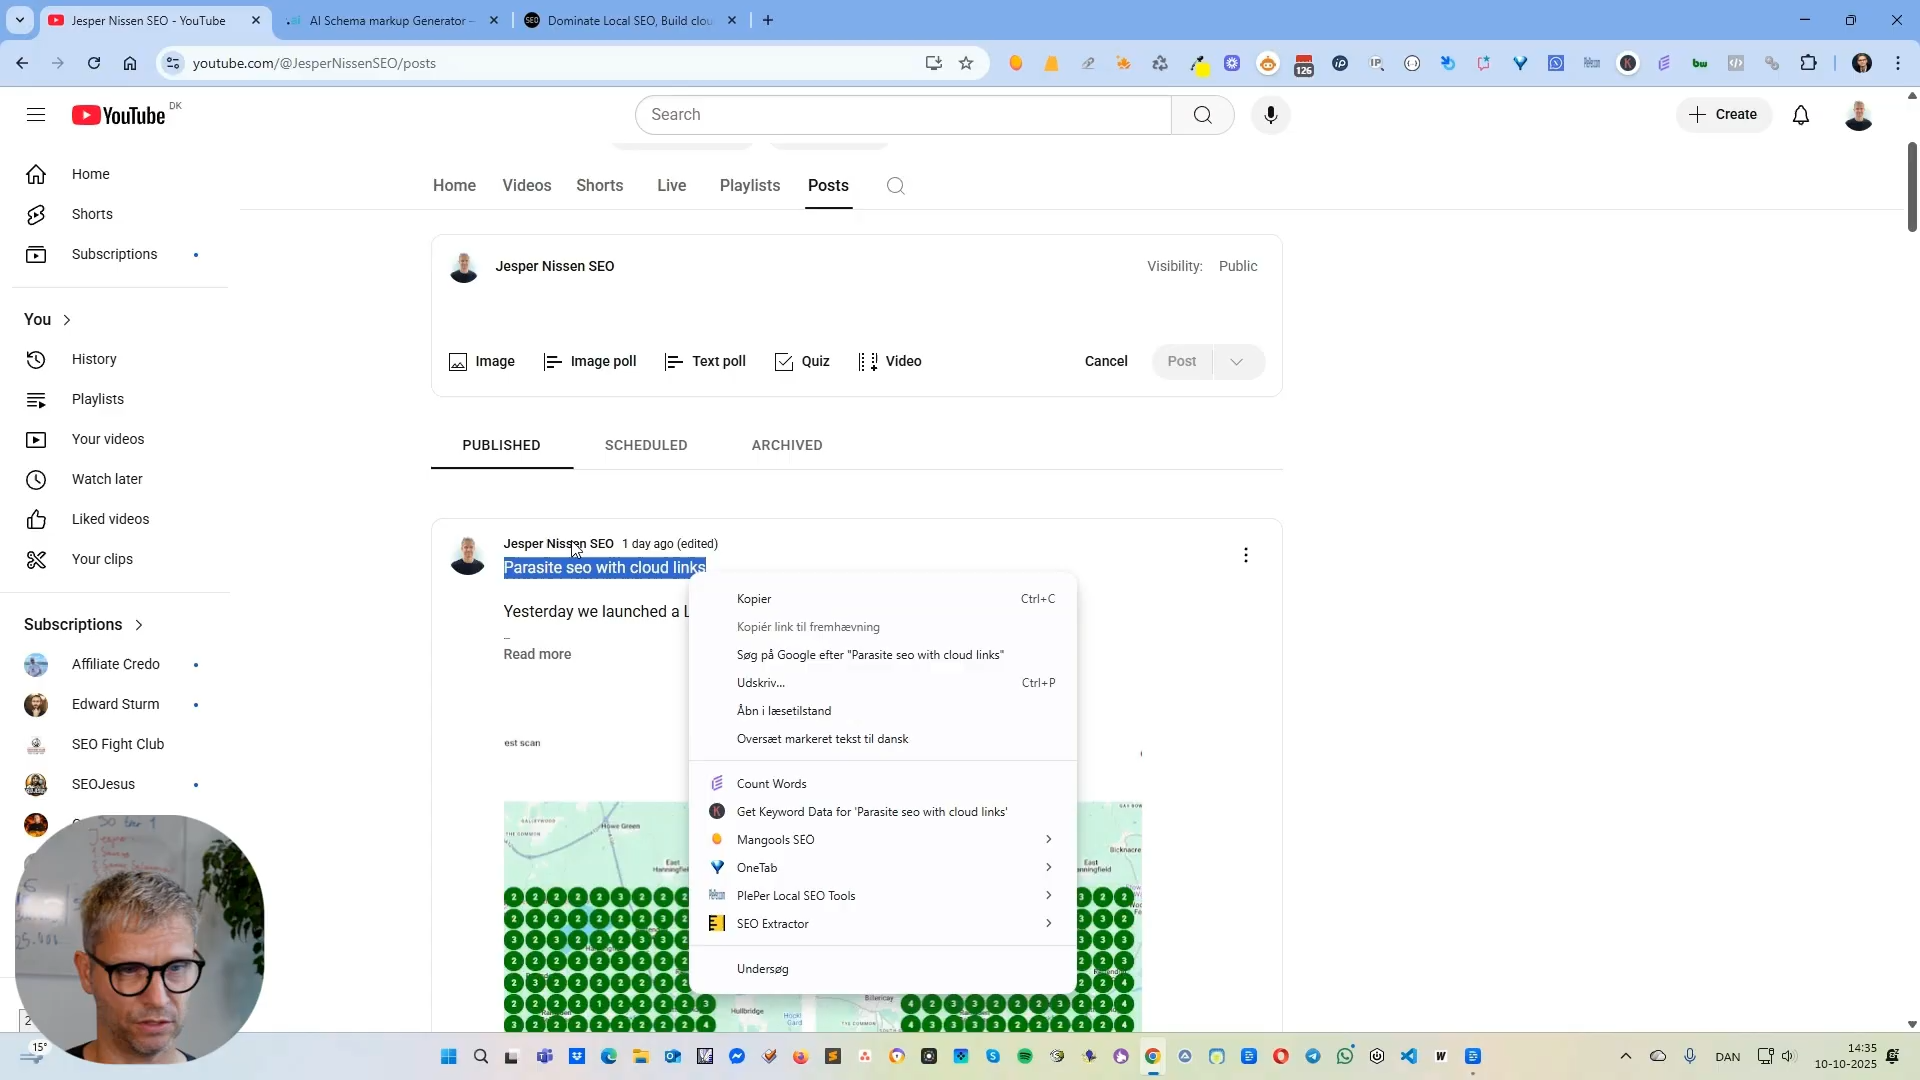 Jesper Nissen SEO - YouTube
AI Schema markup Generator –
Dominate Local SEO, Build clou
youtube.com/@JesperNissenSEO/posts
126
YouTube
DK
Search
Create
Home
Shorts
Subscriptions
You
History
Playlists
Your videos
Watch later
Liked videos
Your clips
Subscriptions
Affiliate Credo
Edward Sturm
SEO Fight Club
SEOJesus
Home
Videos
Shorts
Live
Playlists
Posts
Jesper Nissen SEO
Visibility:
Public
Image
Image poll
Text poll
Quiz
Video
Cancel
Post
PUBLISHED
SCHEDULED
ARCHIVED
Jesper Nissen SEO 1 day ago (edited)
Parasite seo with cloud links
Yesterday we launched a L
Read more
est scan
Kopier Ctrl+C
Kopiér link til fremhævning
Søg på Google efter "Parasite seo with cloud links"
Udskriv... Ctrl+P
Åbn i læsetilstand
Oversæt markeret tekst til dansk
Count Words
Get Keyword Data for 'Parasite seo with cloud links'
Mangools SEO
OneTab
PlePer Local SEO Tools
SEO Extractor
Undersøg
Howe Green
Hullbridge
Billericay
15°
DAN
14:35
10-10-2025